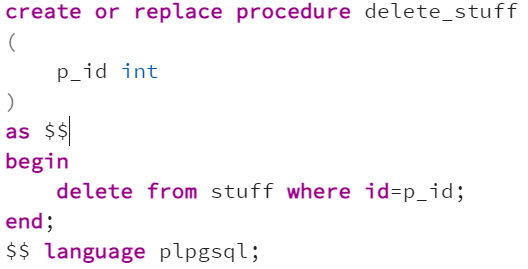 create or replace procedure delete_stuff
(
    p_id int
)
as $$
begin
    delete from stuff where id=p_id;
end;
$$ language plpgsql;